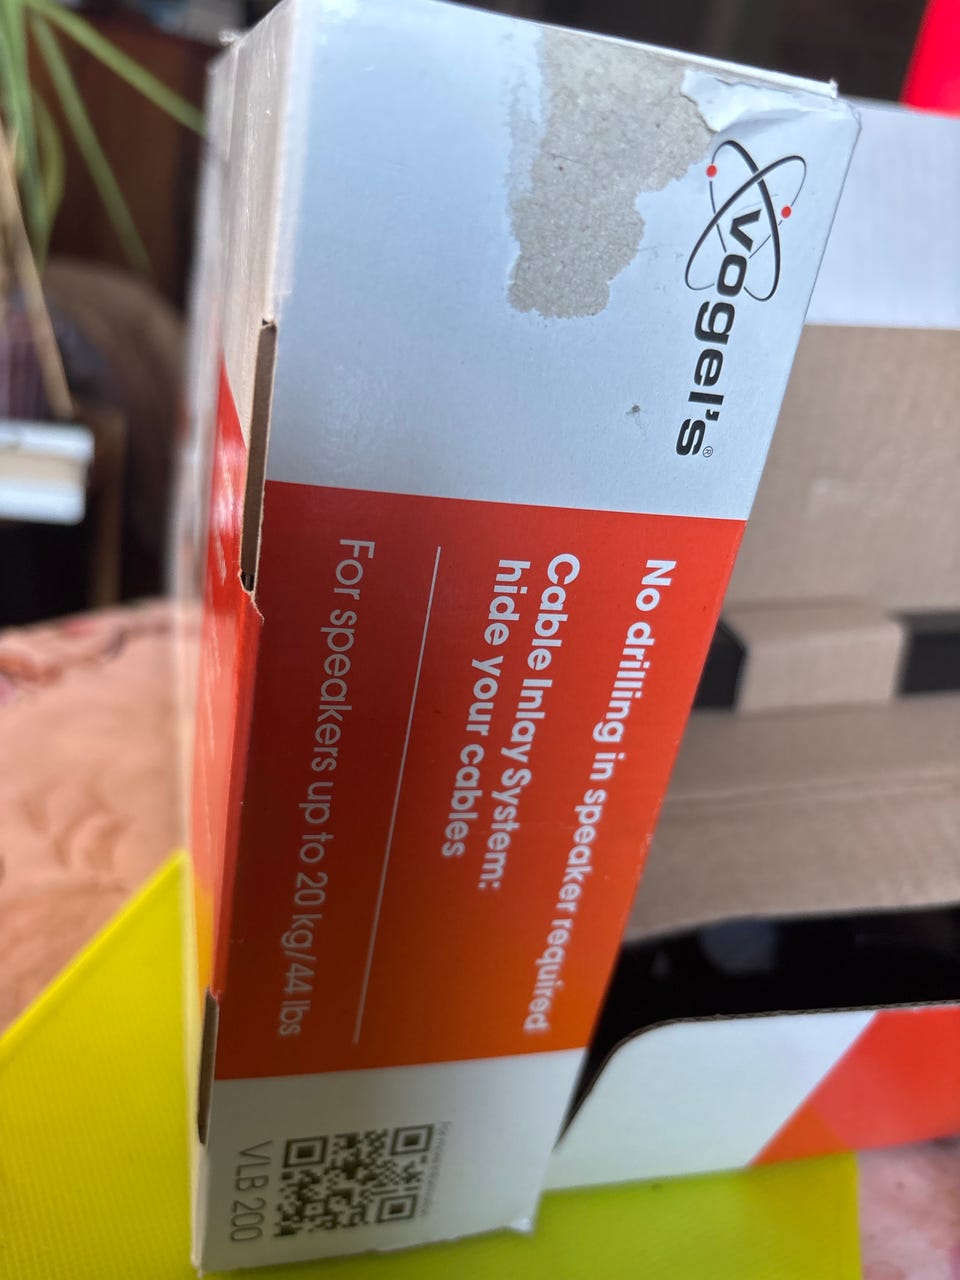 vogel's®
No drilling in speaker required
Cable Inlay System:
hide your cables
For speakers up to 20 kg/44 lbs
VLB 200